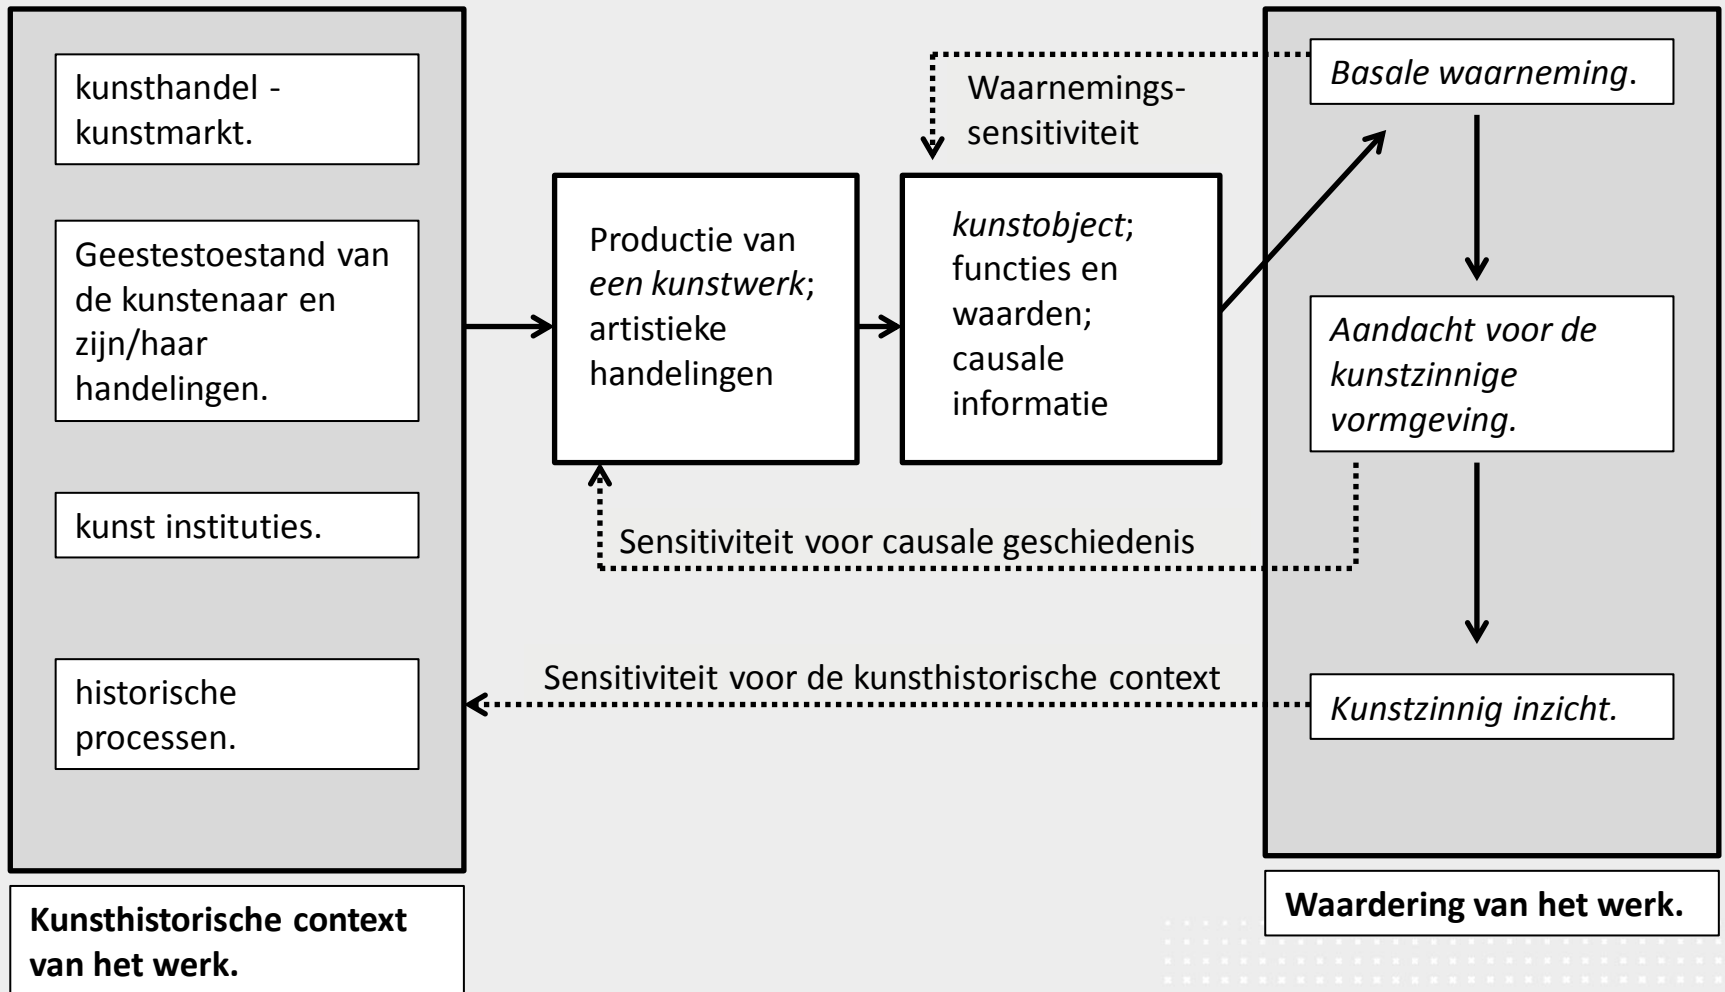 kunsthandel -
kunstmarkt.
Geestestoestand van
de kunstenaar en
zijn/haar
handelingen.
kunst instituties.
historische
processen.
Kunsthistorische context
van het werk.
Productie van
een kunstwerk;
artistieke
handelingen
Waarnemings-
sensitiviteit
kunstobject;
functies en
waarden;
causale
informatie
Sensitiviteit voor causale geschiedenis
Sensitiviteit voor de kunsthistorische context
Basale waarneming.
Aandacht voor de
kunstzinnige
vormgeving.
Kunstzinnig inzicht.
Waardering van het werk.